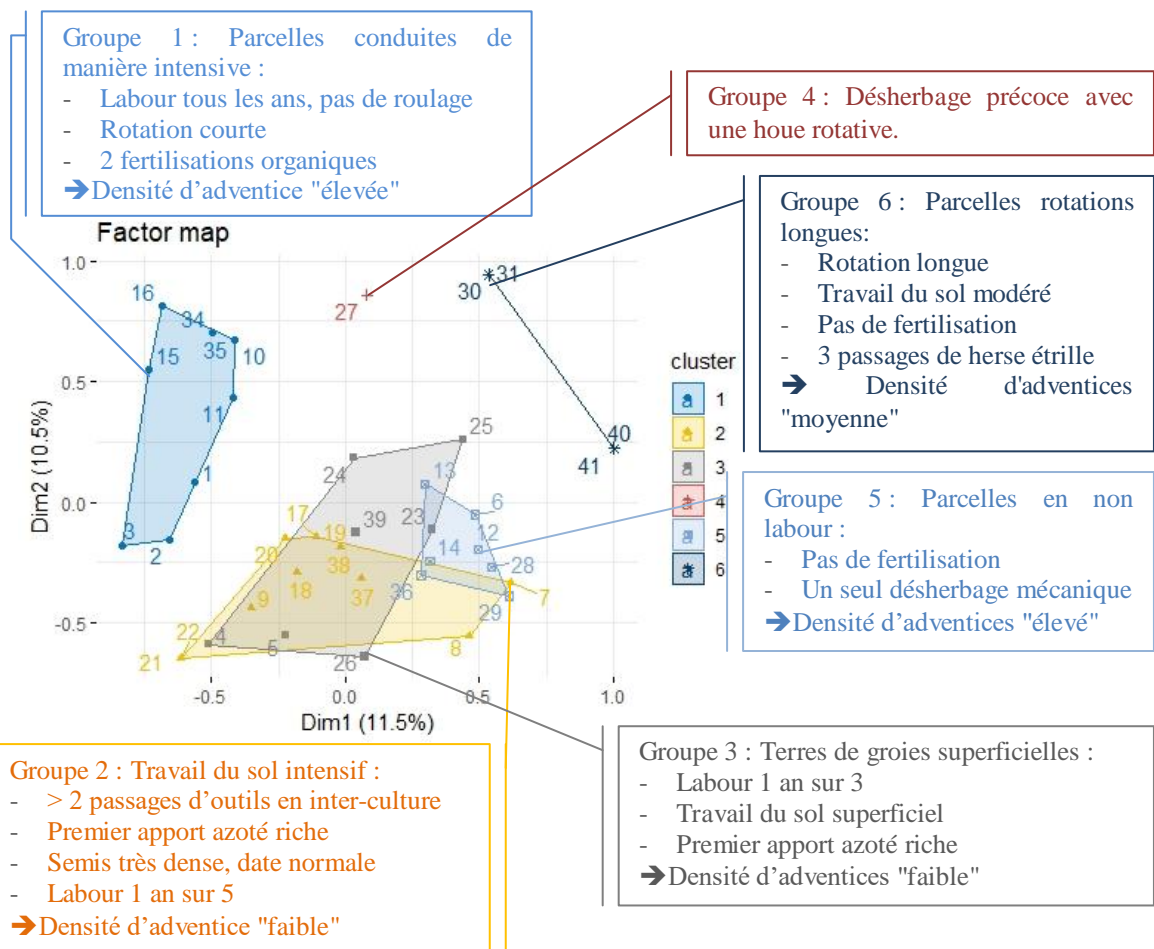 Groupe 1 : Parcelles conduites de
manière intensive :
- Labour tous les ans, pas de roulage
- Rotation courte
- 2 fertilisations organiques
➔Densité d'adventice "élevée"
Groupe 4 : Désherbage précoce avec
une houe rotative.
Groupe 6 : Parcelles rotations
longues:
- Rotation longue
- Travail du sol modéré
- Pas de fertilisation
- 3 passages de herse étrille
➔ Densité d'adventices
"moyenne"
Factor map
1.0
0.5
0.0
-0.5
Dim2 (10.5%)
-0.5 0.0 0.5 1.0
Dim1 (11.5%)
16
34
15
35
10
11
1
3
2
27
31
30
40
41
25
24
13
6
23
39
17
19
12
20
14
38
28
18
37
36
9
7
29
22
4
5
8
21
26
cluster
a 1
a 2
a 3
a 4
a 5
a 6
Groupe 5 : Parcelles en non
labour :
- Pas de fertilisation
- Un seul désherbage mécanique
➔Densité d'adventices "élevé"
Groupe 2 : Travail du sol intensif :
- > 2 passages d'outils en inter-culture
- Premier apport azoté riche
- Semis très dense, date normale
- Labour 1 an sur 5
➔Densité d'adventice "faible"
Groupe 3 : Terres de groies superficielles :
- Labour 1 an sur 3
- Travail du sol superficiel
- Premier apport azoté riche
➔Densité d'adventices "faible"